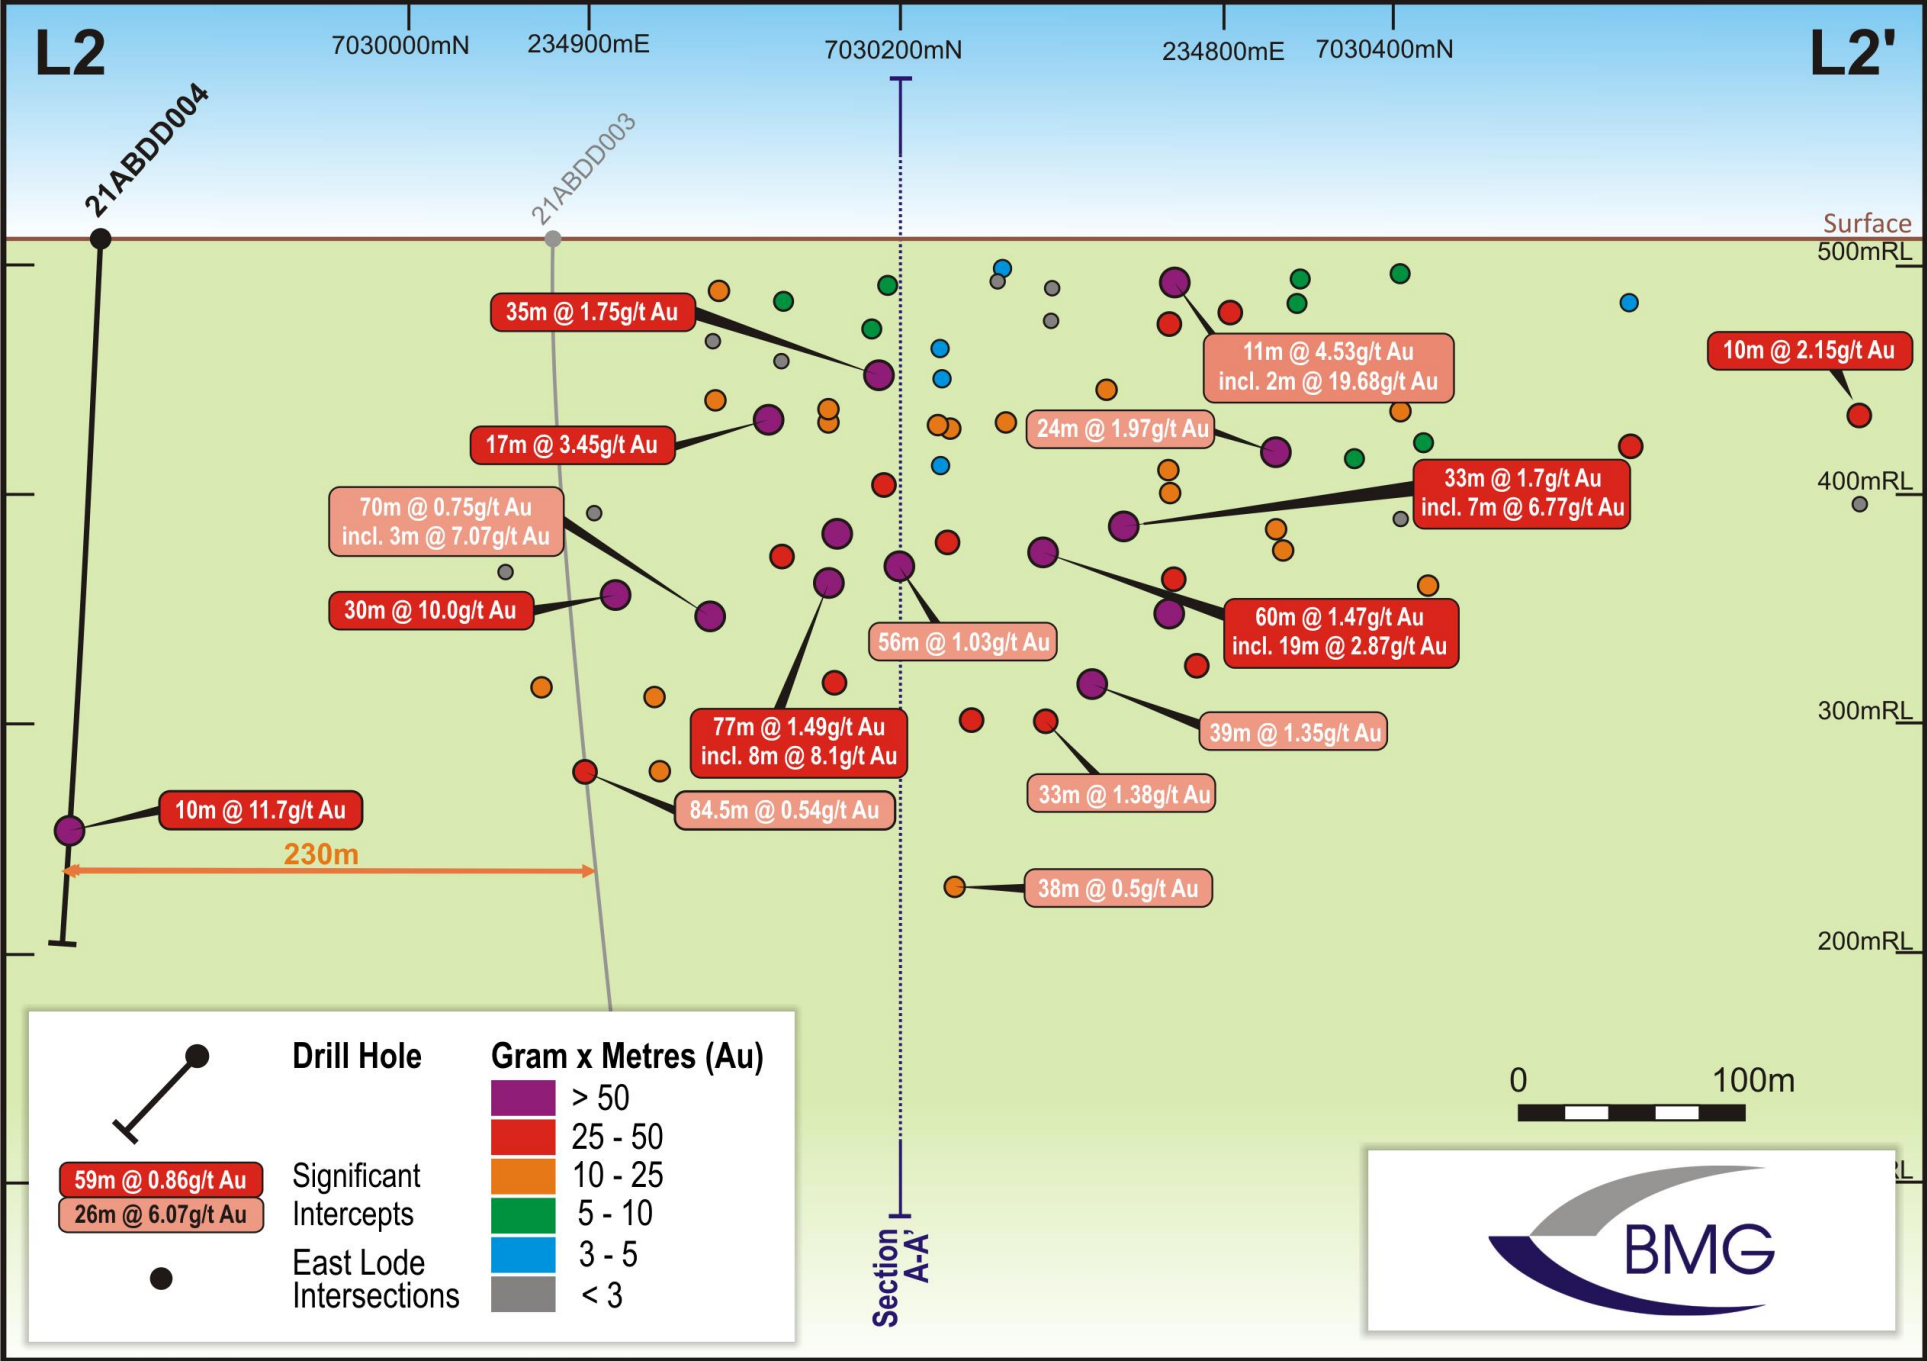 L2
7030000mN
234900mE
7030200mN
234800mE
7030400mN
L2'
21ABDD004
21ABDD003
Surface
500mRL
35m @ 1.75g/t Au
11m @ 4.53g/t Au
incl. 2m @ 19.68g/t Au
10m @ 2.15g/t Au
17m @ 3.45g/t Au
24m @ 1.97g/t Au
400mRL
33m @ 1.7g/t Au
incl. 7m @ 6.77g/t Au
70m @ 0.75g/t Au
incl. 3m @ 7.07g/t Au
30m @ 10.0g/t Au
56m @ 1.03g/t Au
60m @ 1.47g/t Au
incl. 19m @ 2.87g/t Au
300mRL
77m @ 1.49g/t Au
incl. 8m @ 8.1g/t Au
39m @ 1.35g/t Au
33m @ 1.38g/t Au
10m @ 11.7g/t Au
84.5m @ 0.54g/t Au
230m
38m @ 0.5g/t Au
200mRL
Drill Hole
Gram x Metres (Au)
> 50
25 - 50
10 - 25
5 - 10
3 - 5
< 3
59m @ 0.86g/t Au
26m @ 6.07g/t Au
Significant
Intercepts
East Lode
Intersections
Section
A-A'
0
100m
BMG